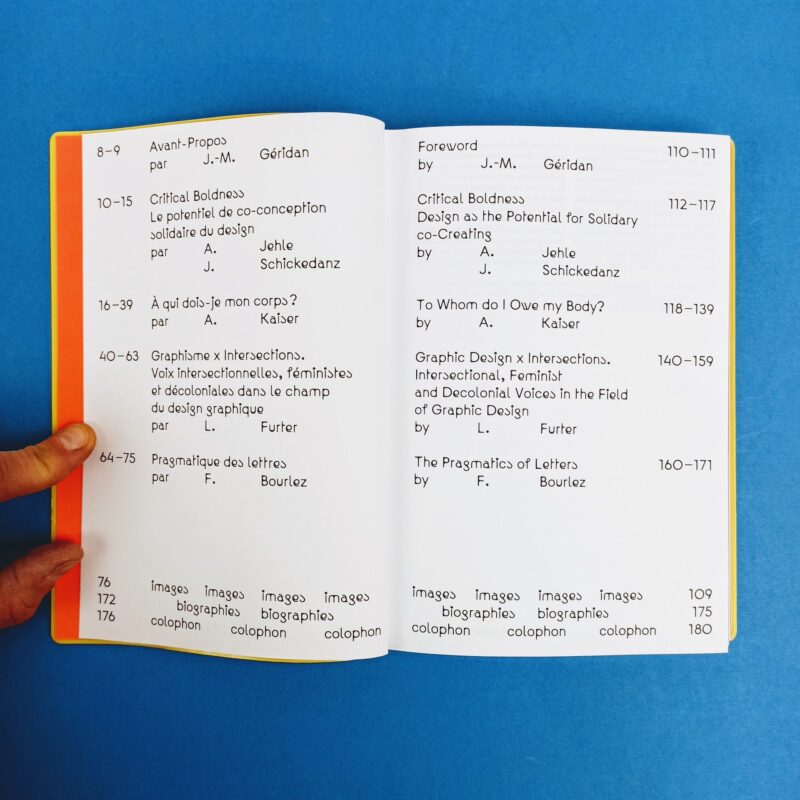 8–9 Avant-Propos
par J.-M. Géridan
10–15 Critical Boldness
Le potentiel de co-conception
solidaire du design
par A. Jehle
J. Schickedanz
16–39 À qui dois-je mon corps?
par A. Kaiser
40–63 Graphisme x Intersections.
Voix intersectionnelles, féministes
et décoloniales dans le champ
du design graphique
par L. Furter
64–75 Pragmatique des lettres
par F. Bourlez
76 images images images images
172 biographies biographies
176 colophon colophon colophon
Foreword 110–111
by J.-M. Géridan
Critical Boldness 112–117
Design as the Potential for Solidary
co-Creating
by A. Jehle
J. Schickedanz
To Whom do I Owe my Body? 118–139
by A. Kaiser
Graphic Design x Intersections. 140–159
Intersectional, Feminist
and Decolonial Voices in the Field
of Graphic Design
by L. Furter
The Pragmatics of Letters 160–171
by F. Bourlez
images images images images 109
biographies biographies 175
colophon colophon colophon 180